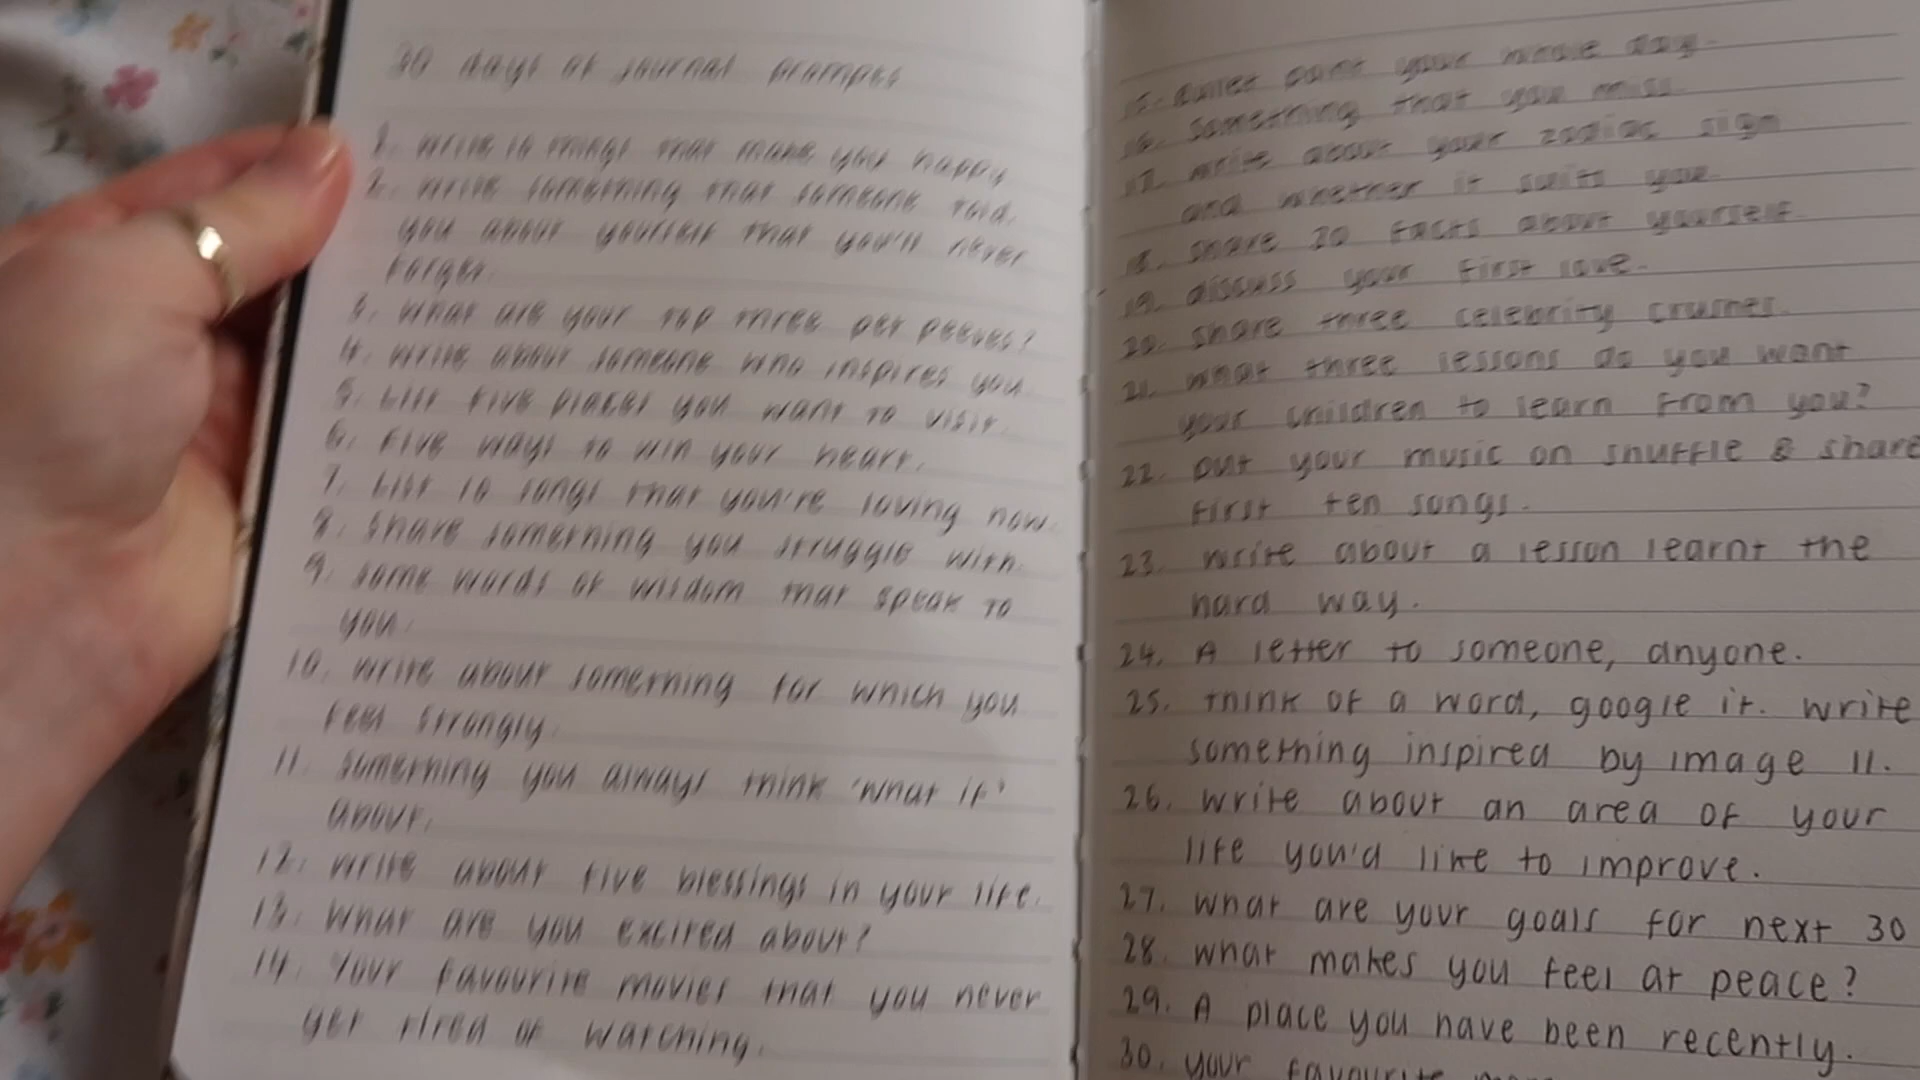 30 days of journal prompts
1. write 10 things that make you happy
2. write something that someone told
you about yourself that you'll never
forget.
3. what are your top three pet peeves?
4. write about someone who inspires you
5. List five places you want to visit.
6. Five ways to win your heart.
7. List 10 songs that you're loving now.
8. share something you struggle with.
9. some words of wisdom that speak to
you.
10. write about something for which you
feel strongly.
11. something you always think 'what if'
about.
12. write about five blessings in your life.
13. what are you excited about?
14. Your favourite movies that you never
get tired of watching.
15. bullet point your whole day.
16. something that you miss.
17. write about your zodiac sign
and whether it suits you.
18. share 20 facts about yourself.
19. discuss your first love.
20. share three celebrity crushes.
21. what three lessons do you want
your children to learn from you?
22. put your music on shuffle & share
first ten songs.
23. write about a lesson learnt the
hard way.
24. A letter to someone, anyone.
25. think of a word, google it. write
something inspired by image 11.
26. write about an area of your
life you'd like to improve.
27. what are your goals for next 30
28. what makes you feel at peace?
29. A place you have been recently.
30. your favourite